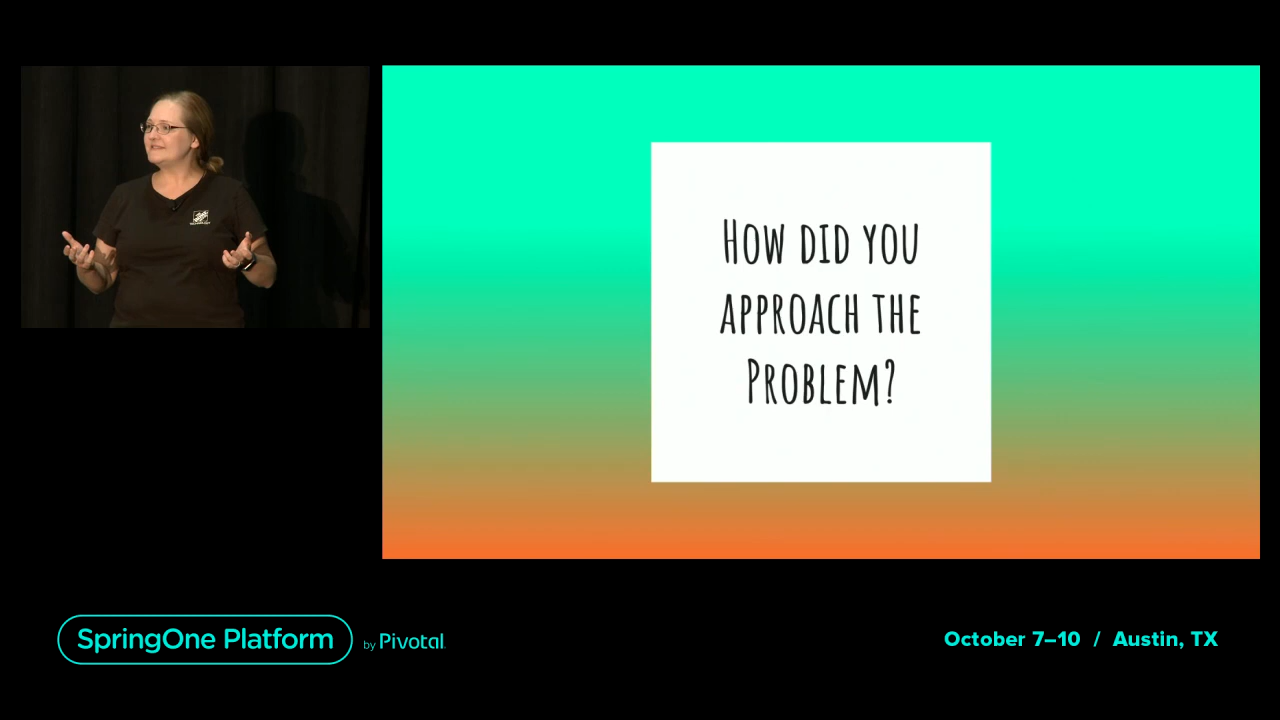 How did you
approach the
Problem?
SpringOne Platform
by Pivotal
October 7–10 / Austin, TX